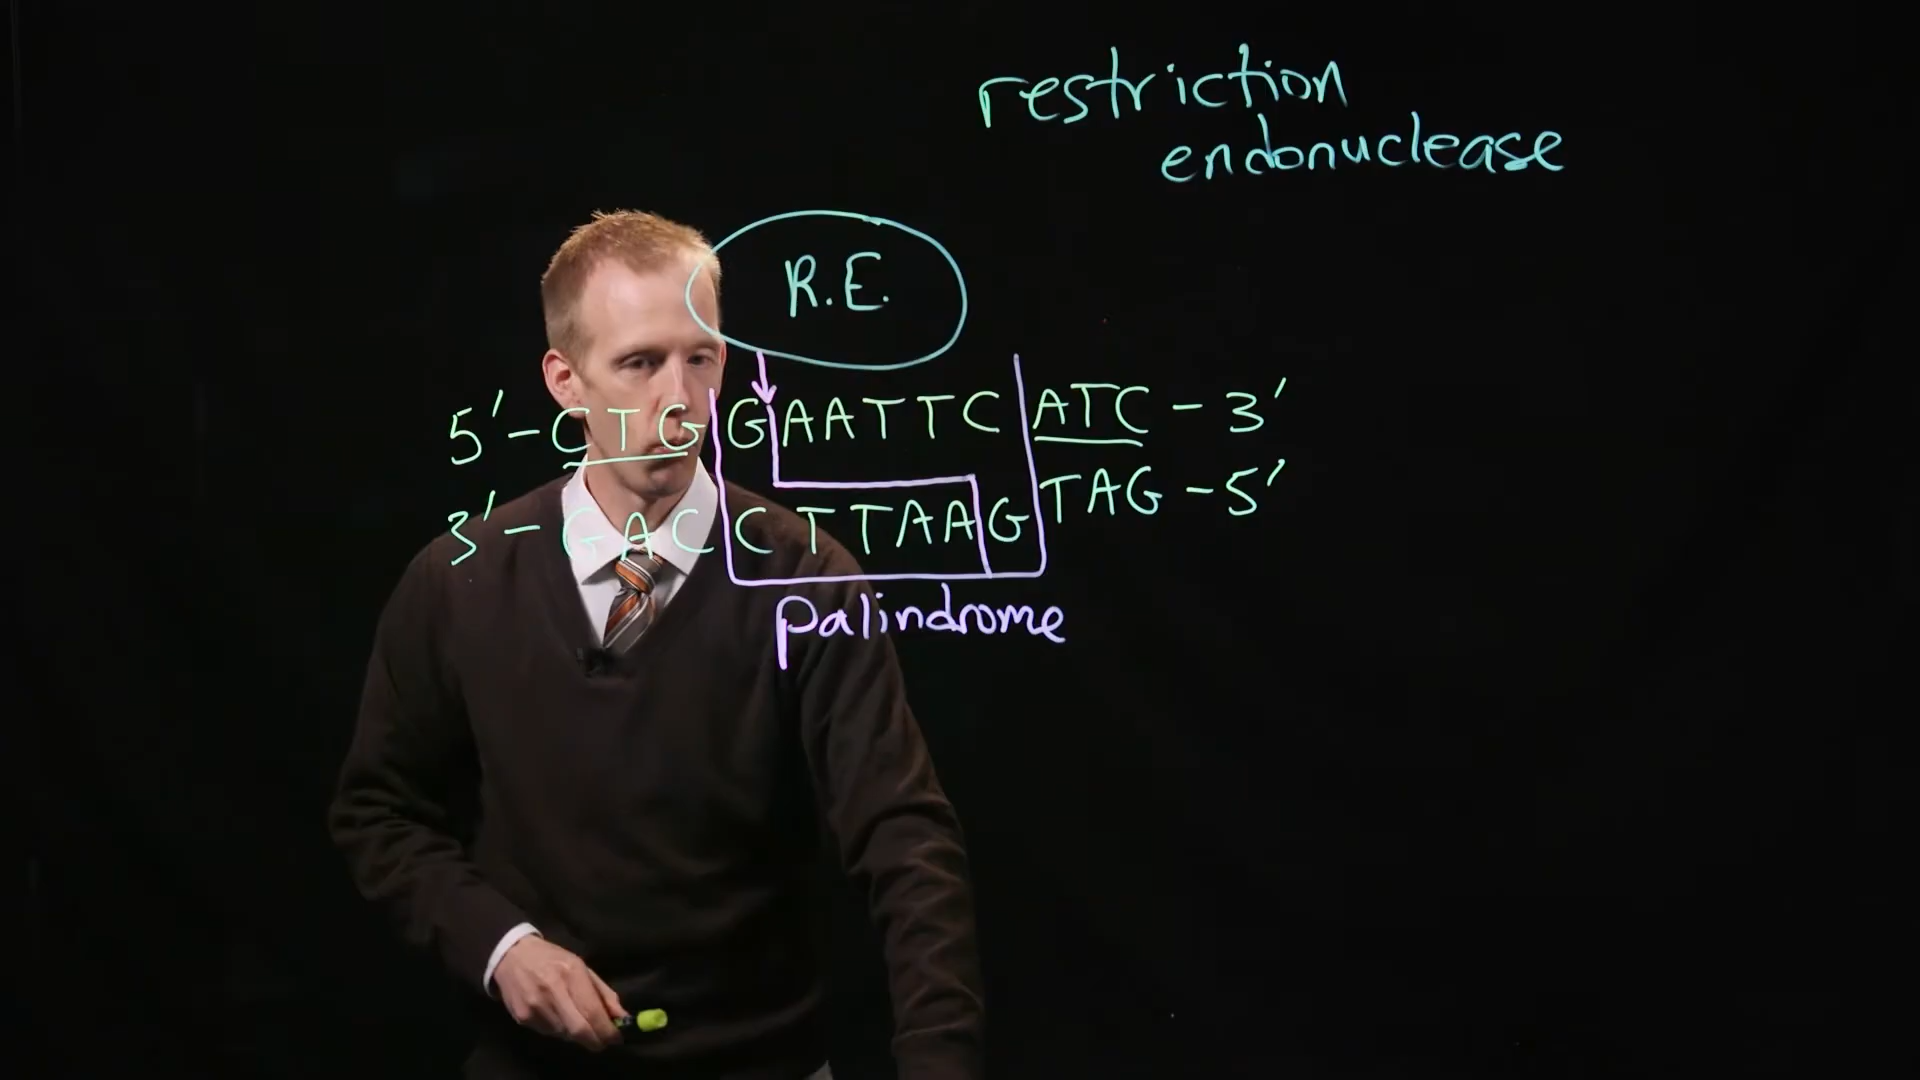 restriction
endonuclease
R.E.
5'-CTG GAATTC ATC-3'
3'-GAC CTTAAG TAG-5'
palindrome